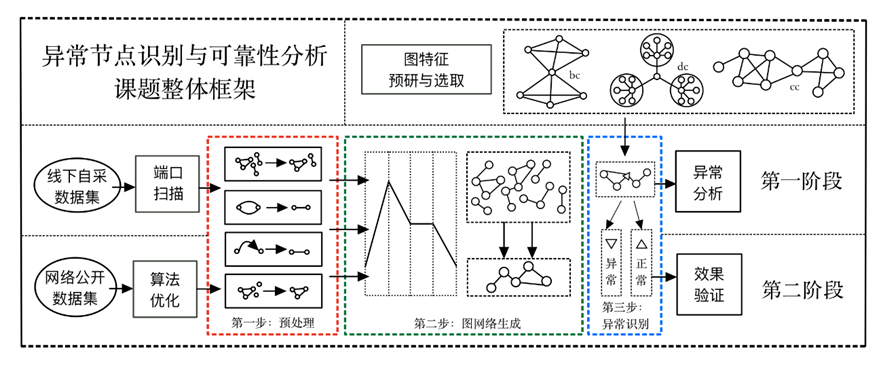 异常节点识别与可靠性分析
课题整体框架
图特征
预研与选取
bc
dc
cc
线下自采
数据集
端口
扫描
异常
分析
第一阶段
网络公开
数据集
算法
优化
异常
正常
效果
验证
第二阶段
第一步：预处理
第二步：图网络生成
第三步：
异常识别